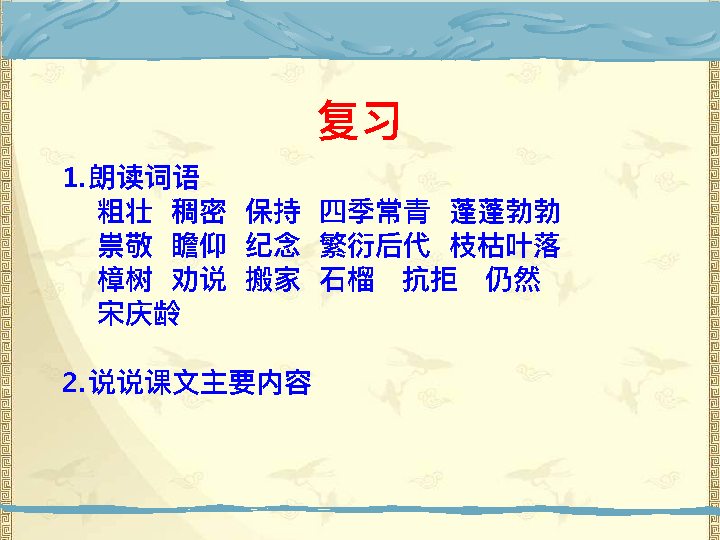 复习
1.朗读词语
粗壮 稠密 保持 四季常青 蓬蓬勃勃
祟敬 瞻仰 纪念 繁衍后代 枝枯叶落
樟树 劝说 搬家 石榴 抗拒 仍然
宋庆龄
2.说说课文主要内容